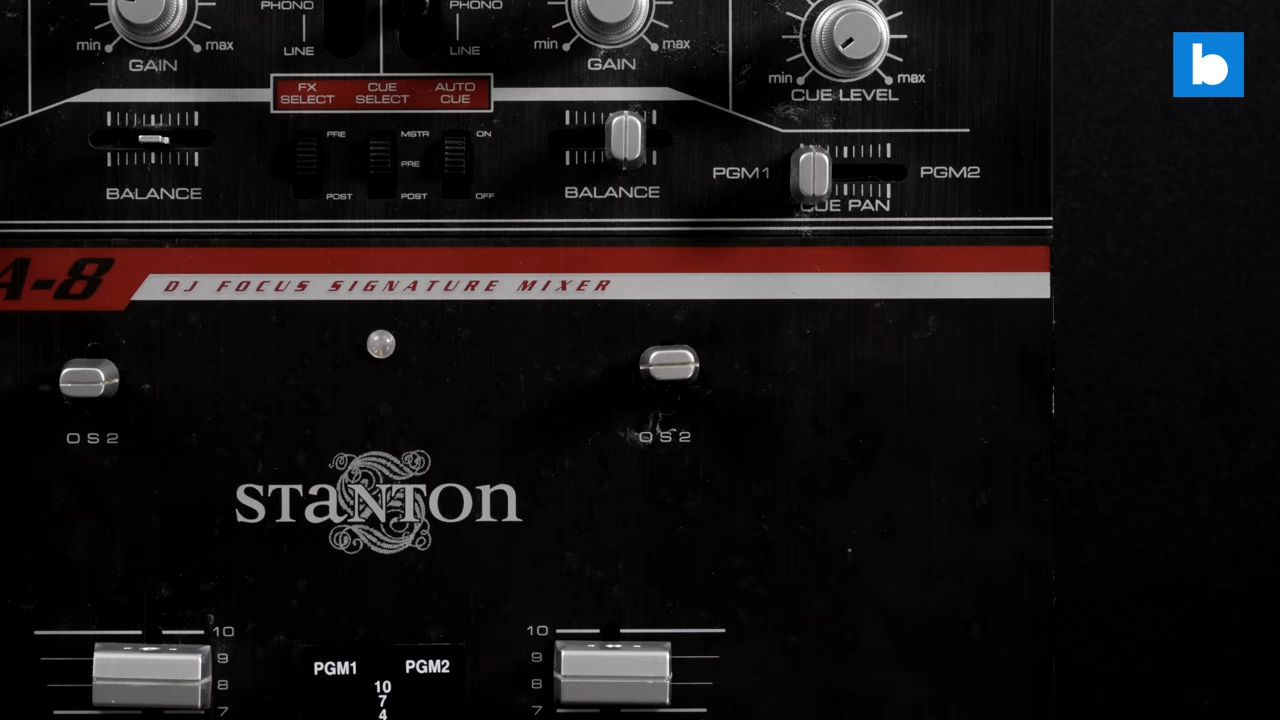 PHONO
LINE
PHONO
LINE
min max
GAIN
min max
GAIN
min max
CUE LEVEL
FX SELECT
CUE SELECT
AUTO CUE
PRE
POST
MSTR
PRE
POST
ON
OFF
BALANCE
BALANCE
PGM1 PGM2
CUE PAN
b
A-8
DJ FOCUS SIGNATURE MIXER
OS2
OS2
STANTON
10
9
8
7
PGM1 PGM2
10
7
4
10
9
8
7